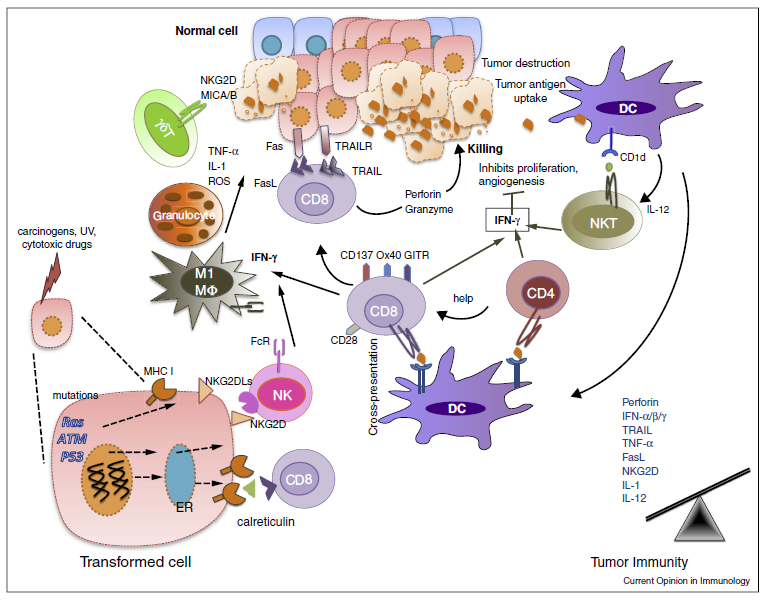 Normal cell
NKG2D
MICA/B
γδT
Tumor destruction
Tumor antigen
uptake
DC
CD1d
Killing
Fas
TRAILR
FasL
TRAIL
CD8
TNF-α
IL-1
ROS
Perforin
Granzyme
Inhibits proliferation,
angiogenesis
IFN-γ
NKT
IL-12
Granulocyte
carcinogens, UV,
cytotoxic drugs
M1
MΦ
IFN-γ
CD137 Ox40 GITR
CD8
CD28
help
CD4
Cross-presentation
DC
FcR
NK
MHC I
NKG2DLs
NKG2D
mutations
Ras
ATM
P53
ER
CD8
calreticulin
Perforin
IFN-α/β/γ
TRAIL
TNF-α
FasL
NKG2D
IL-1
IL-12
Transformed cell
Tumor Immunity
Current Opinion in Immunology